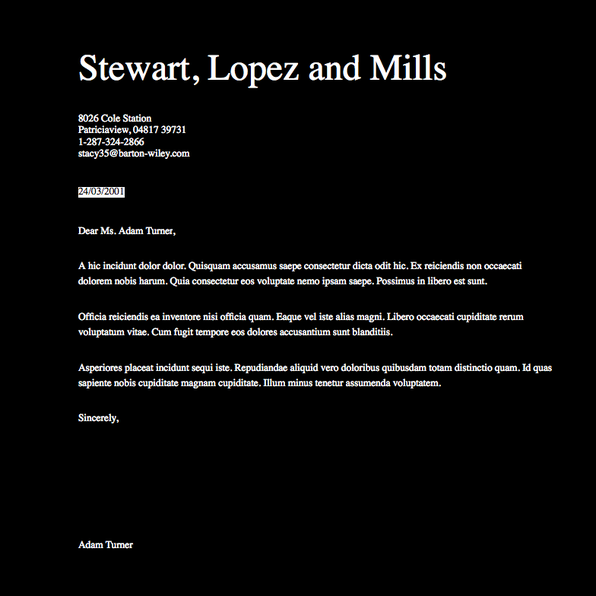 Stewart, Lopez and Mills
8026 Cole Station
Patriciaview, 04817 39731
1-287-324-2866
stacy35@barton-wiley.com
24/03/2001
Dear Ms. Adam Turner,
A hic incidunt dolor dolor. Quisquam accusamus saepe consectetur dicta odit hic. Ex reiciendis non occaecati
dolorem nobis harum. Quia consectetur eos voluptate nemo ipsam saepe. Possimus in libero est sunt.
Officia reiciendis ea inventore nisi officia quam. Eaque vel iste alias magni. Libero occaecati cupiditate rerum
voluptatum vitae. Cum fugit tempore eos dolores accusantium sunt blanditiis.
Asperiores placeat incidunt sequi iste. Repudiandae aliquid vero doloribus quibusdam totam distinctio quam. Id quas
sapiente nobis cupiditate magnam cupiditate. Illum minus tenetur assumenda voluptatem.
Sincerely,
Adam Turner